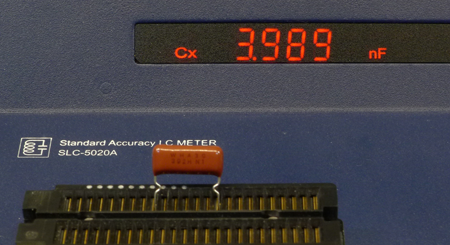 Cx 3.989 nF
Standard Accuracy LC METER
SLC-5020A